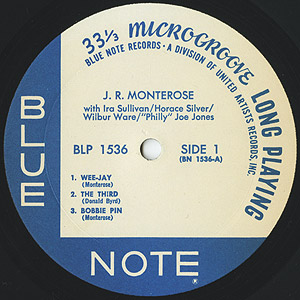 33⅓ MICROGROOVE LONG PLAYING
BLUE NOTE RECORDS • A DIVISION OF UNITED ARTISTS RECORDS, INC.
J. R. MONTEROSE
with Ira Sullivan/Horace Silver/
Wilbur Ware/"Philly" Joe Jones
BLP 1536 SIDE 1
(BN 1536-A)
1. WEE-JAY
(Monterose)
2. THE THIRD
(Donald Byrd)
3. BOBBIE PIN
(Monterose)
BLUE
NOTE ®